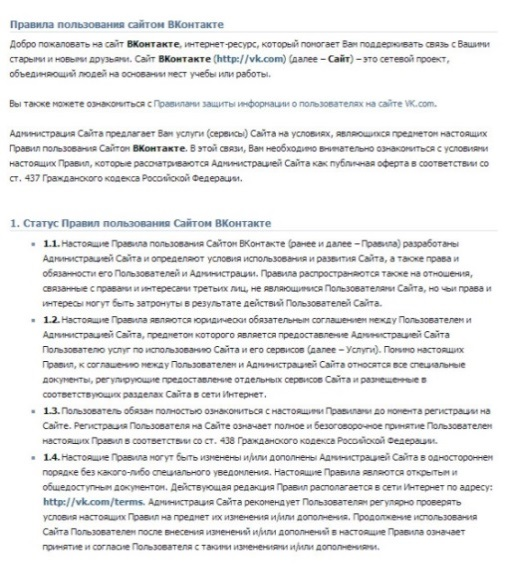 Правила пользования сайтом ВКонтакте
Добро пожаловать на сайт ВКонтакте, интернет-ресурс, который помогает Вам поддерживать связь с Вашими
старыми и новыми друзьями. Сайт ВКонтакте (http://vk.com) (далее – Сайт) – это сетевой проект,
объединяющий людей на основании мест учебы или работы.
Вы также можете ознакомиться с Правилами защиты информации о пользователях на сайте VK.com.
Администрация Сайта предлагает Вам услуги (сервисы) Сайта на условиях, являющихся предметом настоящих
Правил пользования Сайтом ВКонтакте. В этой связи, Вам необходимо внимательно ознакомиться с условиями
настоящих Правил, которые рассматриваются Администрацией Сайта как публичная оферта в соответствии со
ст. 437 Гражданского кодекса Российской Федерации.
1. Статус Правил пользования Сайтом ВКонтакте
1.1. Настоящие Правила пользования Сайтом ВКонтакте (ранее и далее – Правила) разработаны
Администрацией Сайта и определяют условия использования и развития Сайта, а также права и
обязанности его Пользователей и Администрации. Правила распространяются также на отношения,
связанные с правами и интересами третьих лиц, не являющимися Пользователями Сайта, но чьи права и
интересы могут быть затронуты в результате действий Пользователей Сайта.
1.2. Настоящие Правила являются юридически обязательным соглашением между Пользователем и
Администрацией Сайта, предметом которого является предоставление Администрацией Сайта
Пользователю услуг по использованию Сайта и его сервисов (далее – Услуги). Помимо настоящих
Правил, к соглашению между Пользователем и Администрацией Сайта относятся все специальные
документы, регулирующие предоставление отдельных сервисов Сайта и размещенные в
соответствующих разделах Сайта в сети Интернет.
1.3. Пользователь обязан полностью ознакомиться с настоящими Правилами до момента регистрации на
Сайте. Регистрация Пользователя на Сайте означает полное и безоговорочное принятие Пользователем
настоящих Правил в соответствии со ст. 438 Гражданского кодекса Российской Федерации.
1.4. Настоящие Правила могут быть изменены и/или дополнены Администрацией Сайта в одностороннем
порядке без какого-либо специального уведомления. Настоящие Правила являются открытым и
общедоступным документом. Действующая редакция Правил располагается в сети Интернет по адресу:
http://vk.com/terms. Администрация Сайта рекомендует Пользователям регулярно проверять
условия настоящих Правил на предмет их изменения и/или дополнения. Продолжение использования
Сайта Пользователем после внесения изменений и/или дополнений в настоящие Правила означает
принятие и согласие Пользователя с такими изменениями и/или дополнениями.